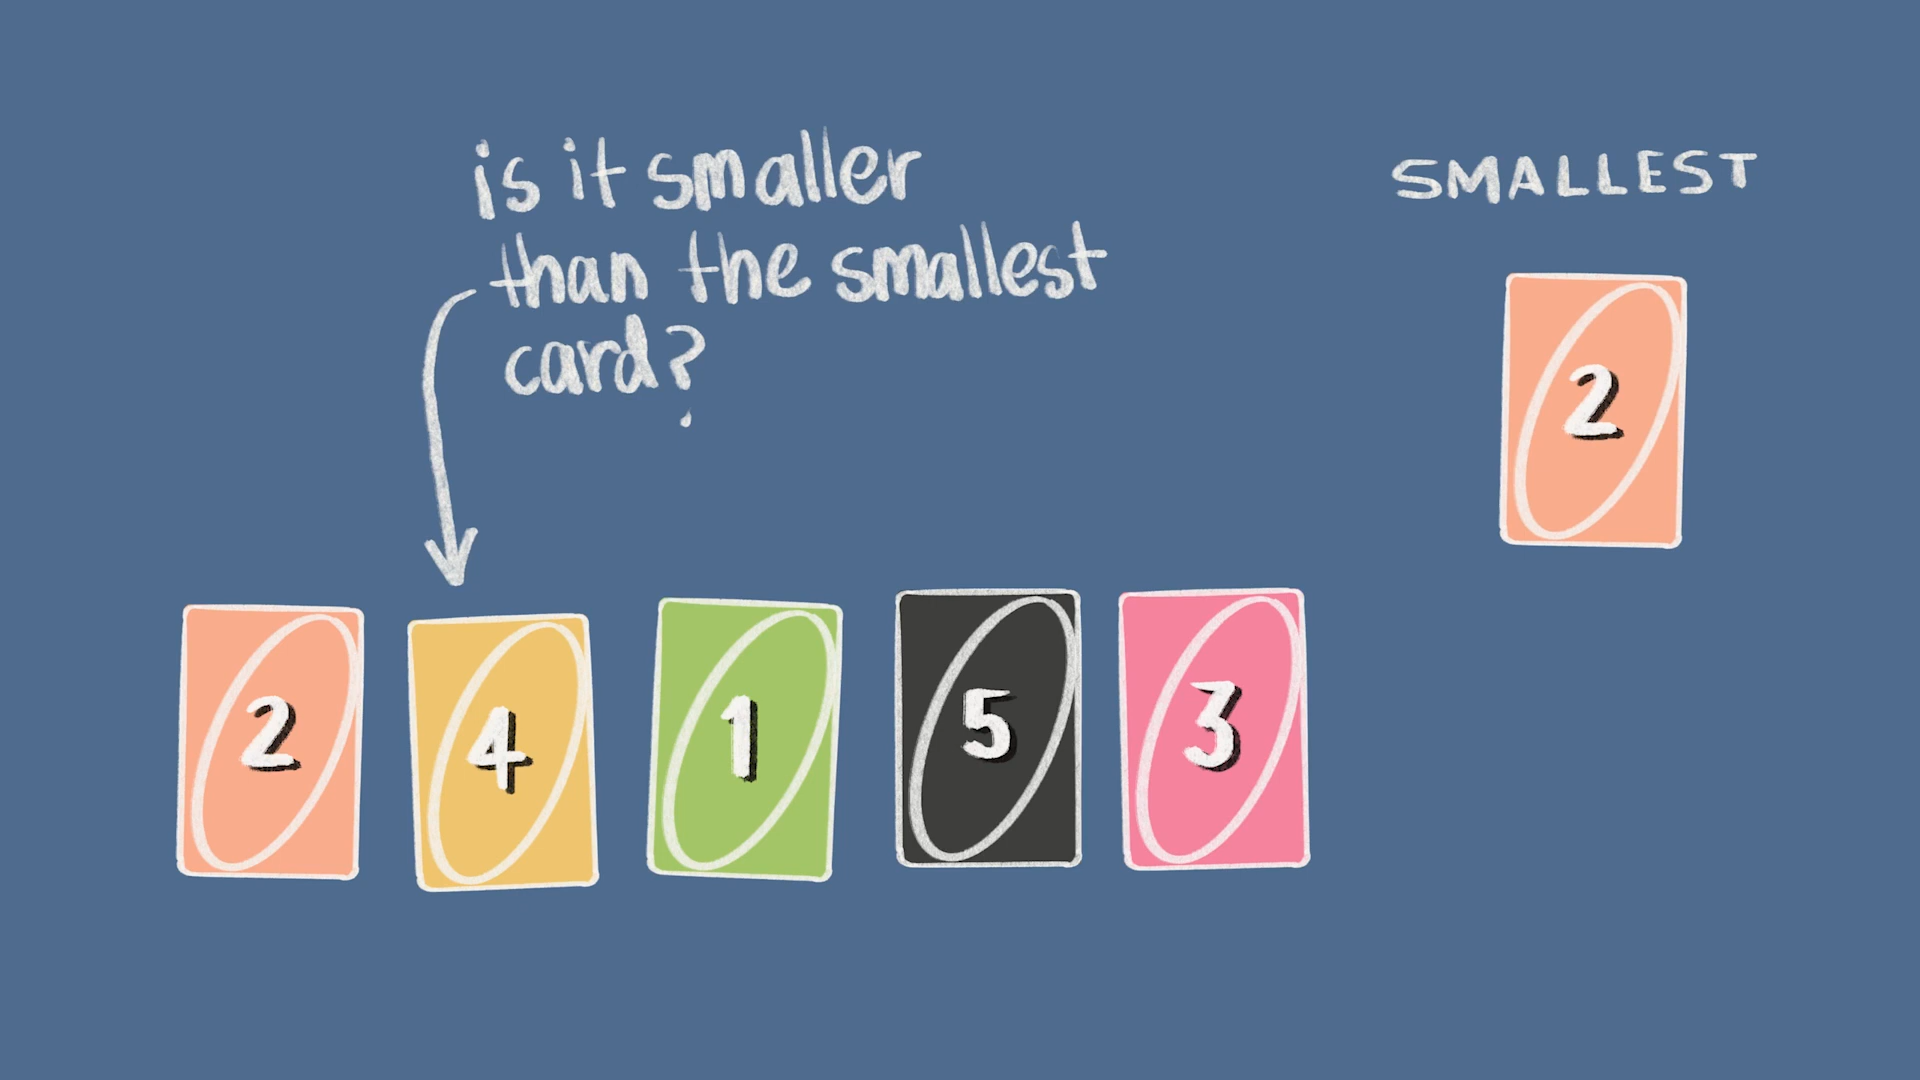 is it smaller
than the smallest
card?
SMALLEST
2
2 4 1 5 3